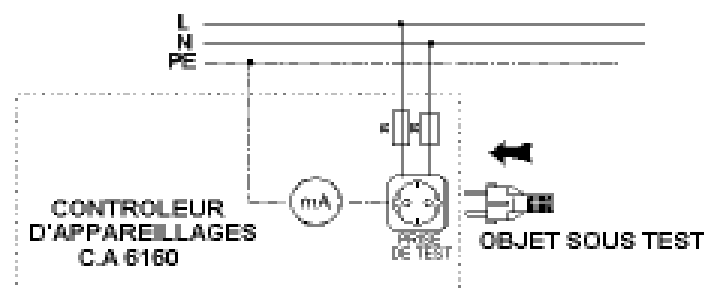 L
N
PE
mA
CONTROLEUR
D'APPAREILLAGES
C.A 6160
PRISE
DE TEST
OBJET SOUS TEST